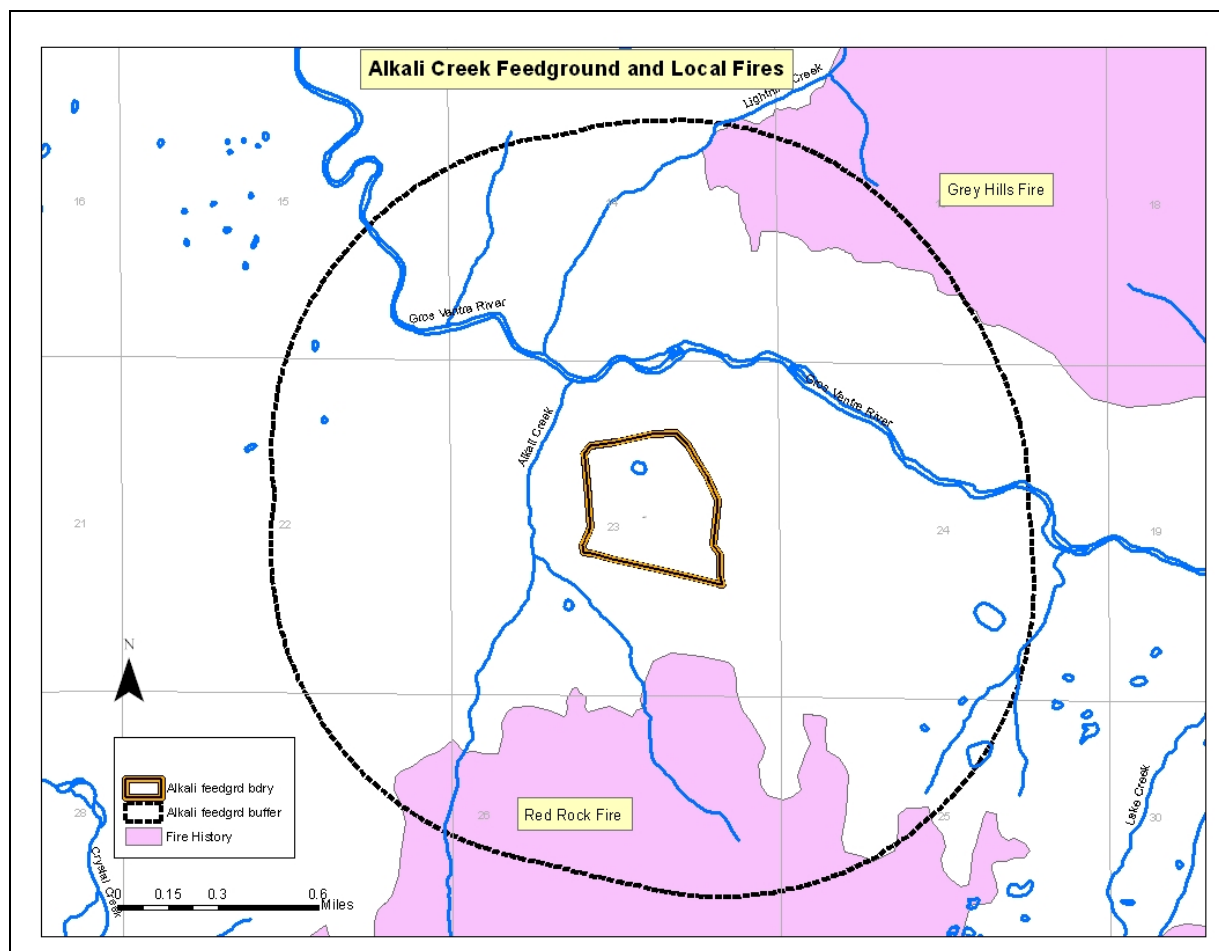 Alkali Creek Feedground and Local Fires
Creek
16
15
14
Grey Hills Fire
18
Gros Ventre River
Gros Ventre River
Alkali Creek
21
22
23
24
19
N
Alkali feedgrd bdry
Alkali feedgrd buffer
Fire History
28
26
Red Rock Fire
25
30
Lake Creek
Crystal Creek
0 0.15 0.3 0.6
Miles